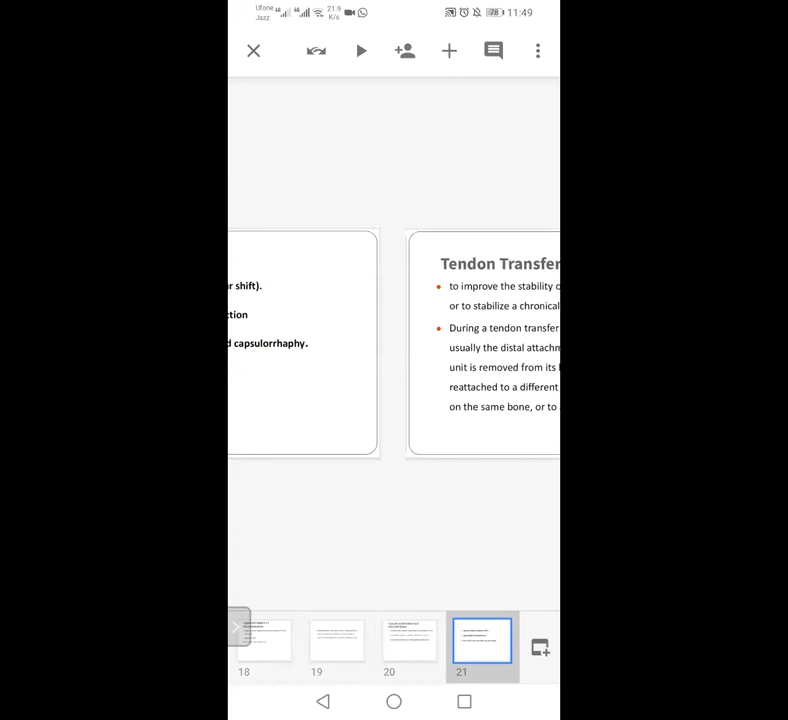 Ufone
Jazz
21.9
K/s
78
11:49
r shift).
ction
d capsulorrhaphy.
Tendon Transfer
to improve the stability o
or to stabilize a chronical
During a tendon transfer
usually the distal attachm
unit is removed from its
reattached to a different
on the same bone, or to
18
19
20
21